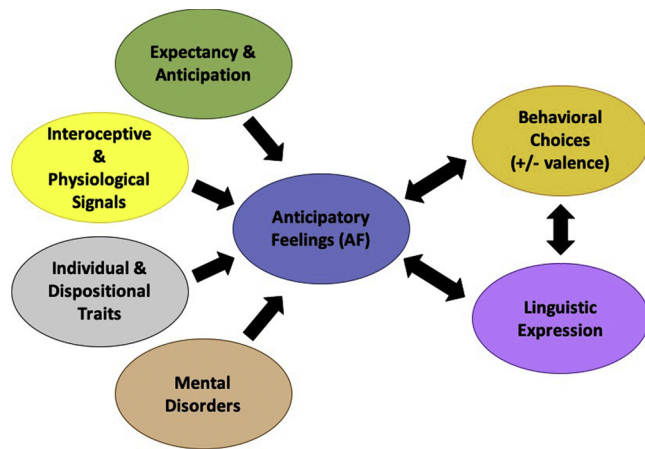 Expectancy &
Anticipation
Interoceptive
&
Physiological
Signals
Individual &
Dispositional
Traits
Mental
Disorders
Anticipatory
Feelings (AF)
Behavioral
Choices
(+/- valence)
Linguistic
Expression